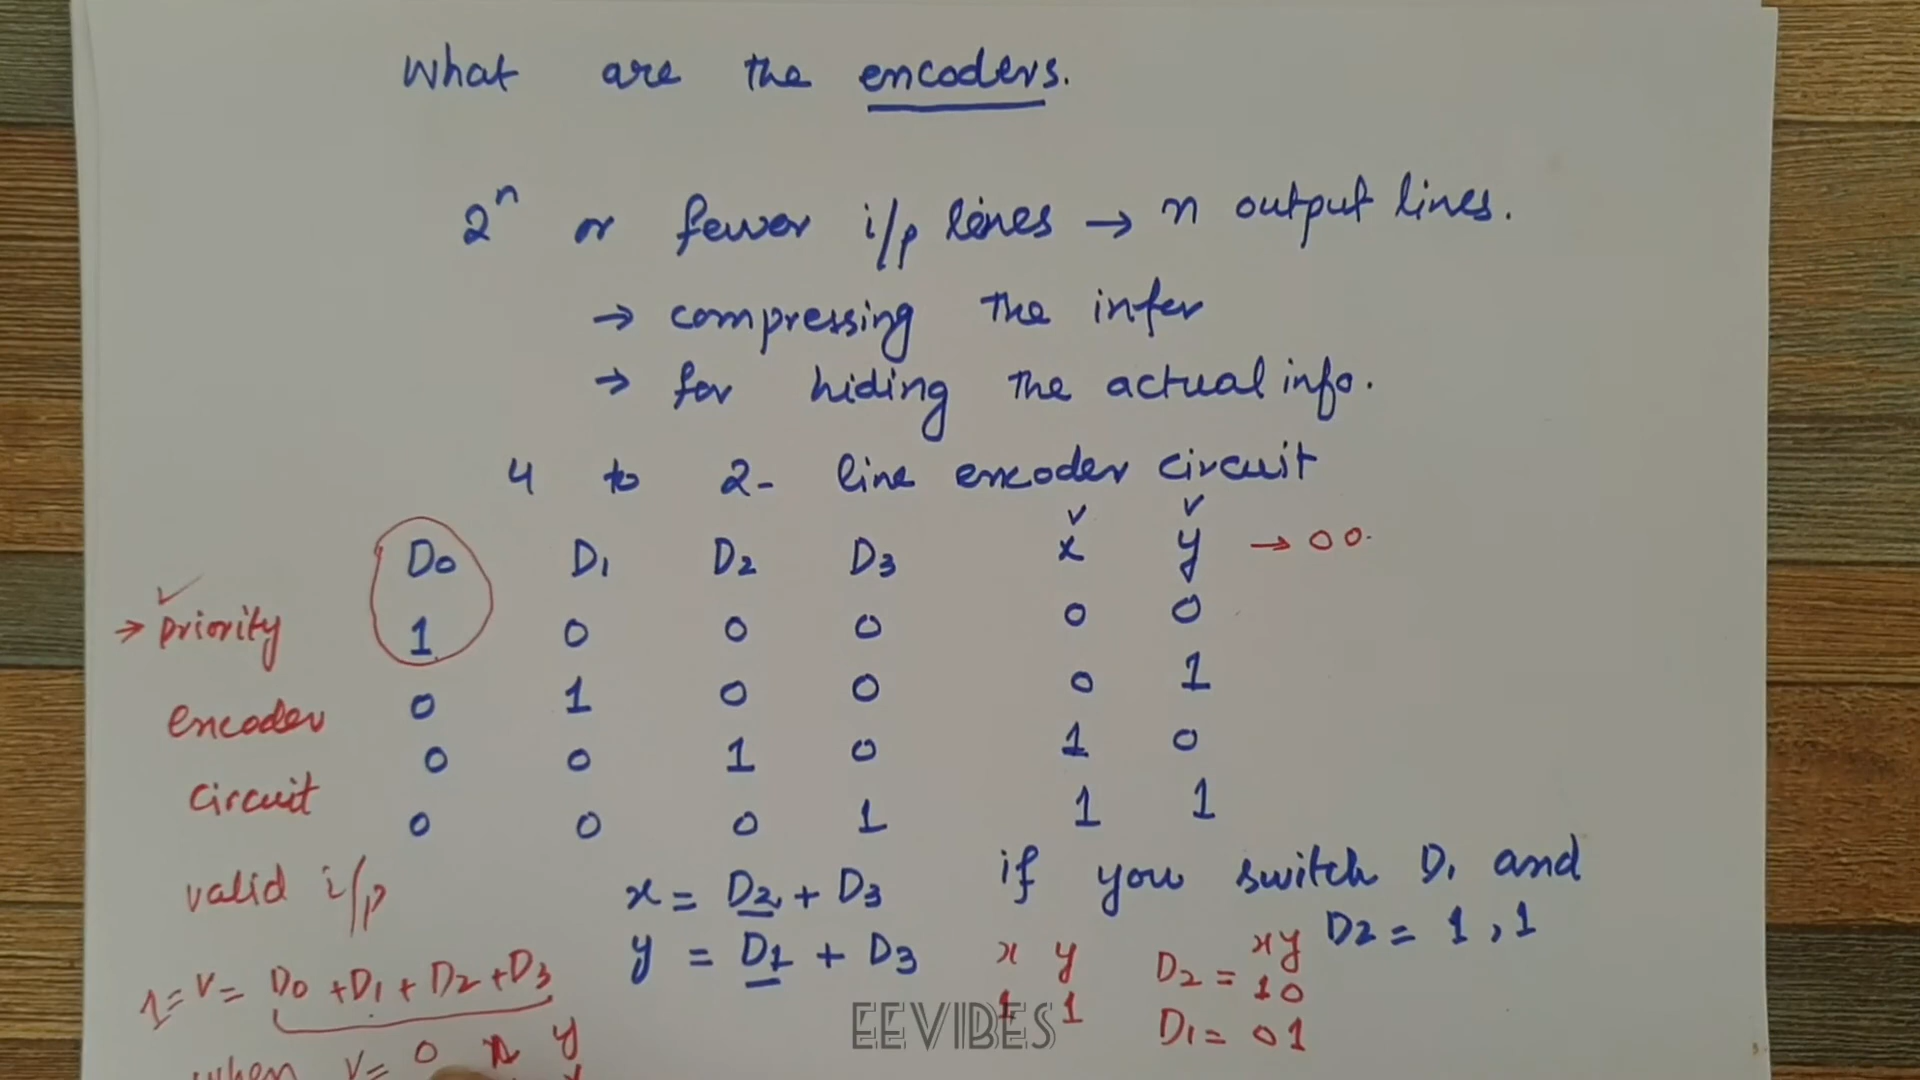 What are the encoders.
2ⁿ or fewer i/p lines → n output lines.
→ compressing the infor
→ for hiding the actual info.
4 to 2- line encoder circuit
D₀ D₁ D₂ D₃ x y → 00.
→ priority
1 0 0 0 0 0
encoder
0 1 0 0 0 1
0 0 1 0 1 0
circuit
0 0 0 1 1 1
valid i/p
x = D₂ + D₃
if you switch D₁ and
D₂ = 1, 1
y = D₁ + D₃
x y
1 1
xy
D₂ = 10
D₁ = 01
1 = V = D₀ + D₁ + D₂ + D₃
when V = 0 x y
EEVIBES